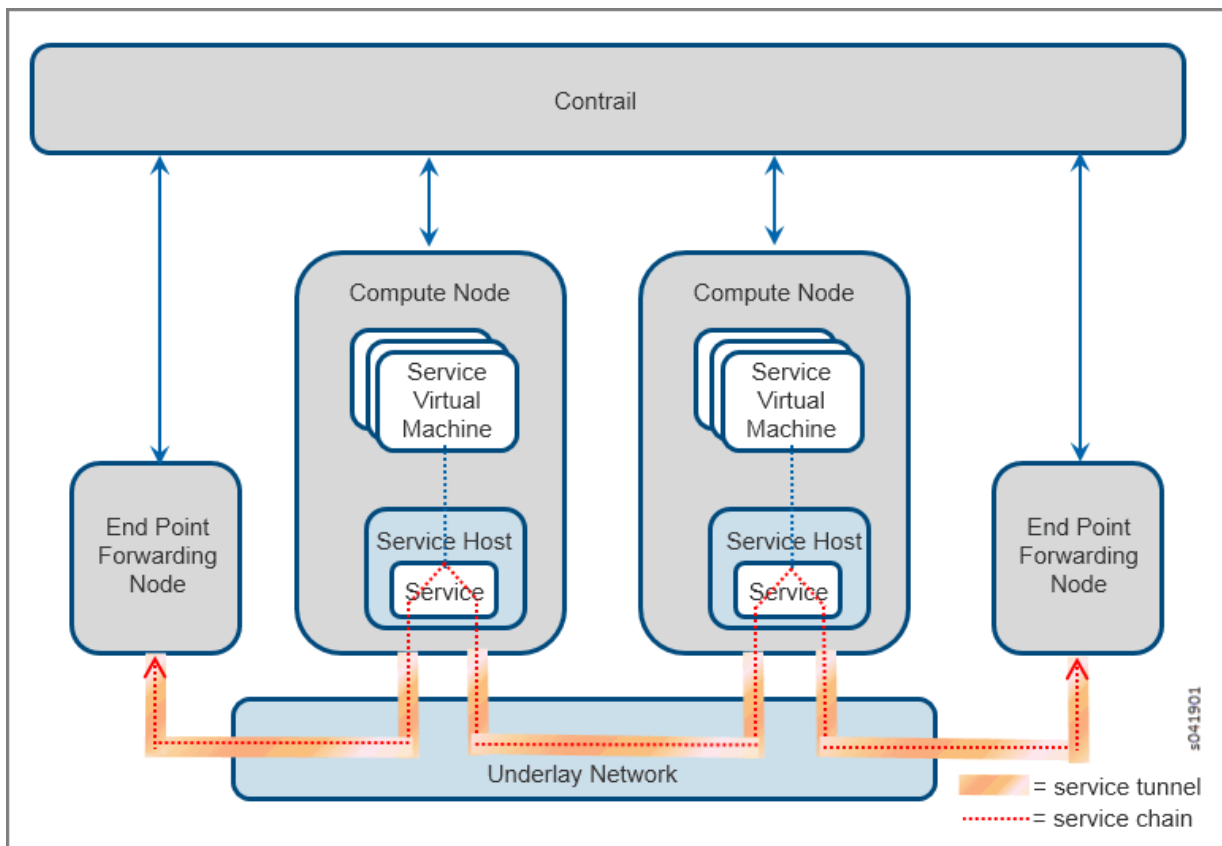 Contrail
Compute Node
Service
Virtual
Machine
Service Host
Service
Compute Node
Service
Virtual
Machine
Service Host
Service
End Point
Forwarding
Node
End Point
Forwarding
Node
Underlay Network
s041901
= service tunnel
= service chain